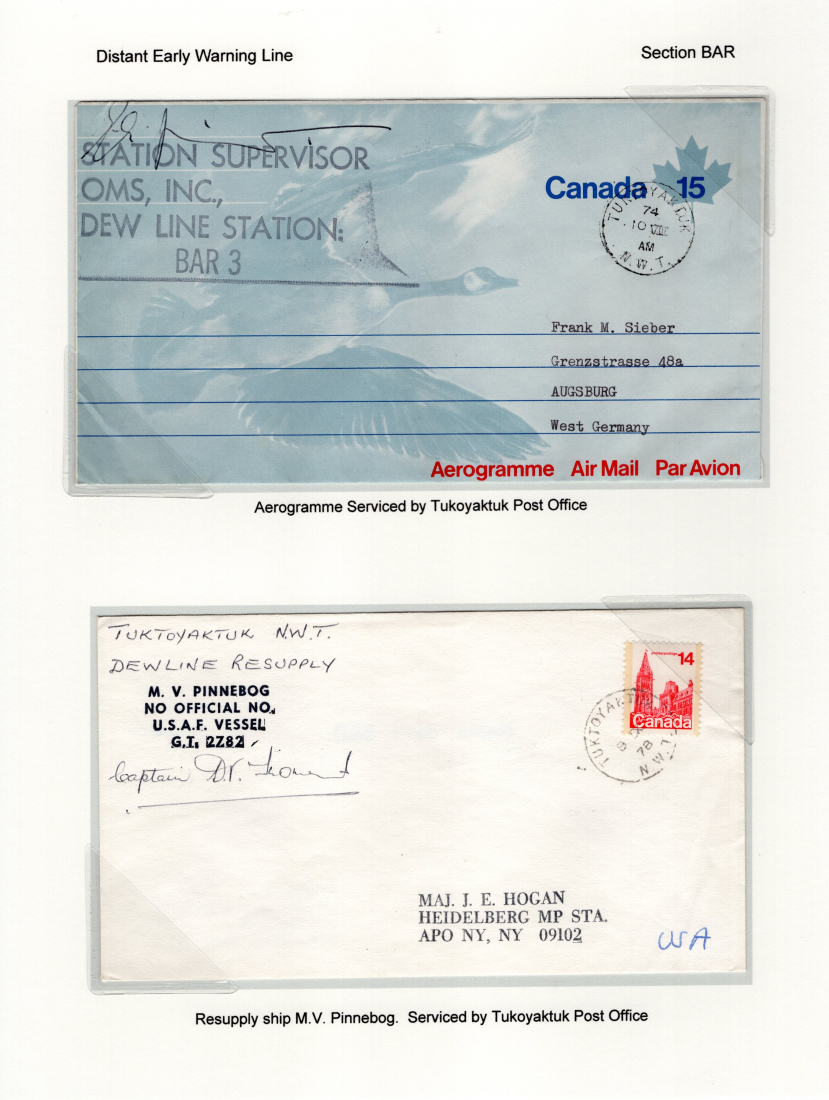 Distant Early Warning Line
Section BAR
STATION SUPERVISOR
OMS, INC.,
DEW LINE STATION:
BAR 3
Canada 15
TUKTOYAKTUK
74
10 VIII
AM
N.W.T.
Frank M. Sieber
Grenzstrasse 48a
AUGSBURG
West Germany
Aerogramme Air Mail Par Avion
Aerogramme Serviced by Tukoyaktuk Post Office
TUKTOYAKTUK N.W.T.
DEWLINE RESUPPLY
M. V. PINNEBOG
NO OFFICIAL NO.
U.S.A.F. VESSEL
G.T. 2Z82
Captain D.V.
14
Canada
TUKTOYAKTUK
78
N.W.T.
MAJ. J. E. HOGAN
HEIDELBERG MP STA.
APO NY, NY 09102
USA
Resupply ship M.V. Pinnebog. Serviced by Tukoyaktuk Post Office